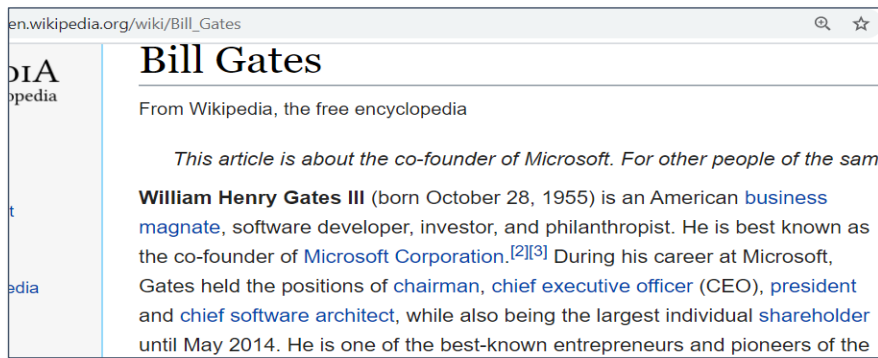 en.wikipedia.org/wiki/Bill_Gates
Bill Gates
From Wikipedia, the free encyclopedia
This article is about the co-founder of Microsoft. For other people of the sam
William Henry Gates III (born October 28, 1955) is an American business
magnate, software developer, investor, and philanthropist. He is best known as
the co-founder of Microsoft Corporation.[2][3] During his career at Microsoft,
Gates held the positions of chairman, chief executive officer (CEO), president
and chief software architect, while also being the largest individual shareholder
until May 2014. He is one of the best-known entrepreneurs and pioneers of the